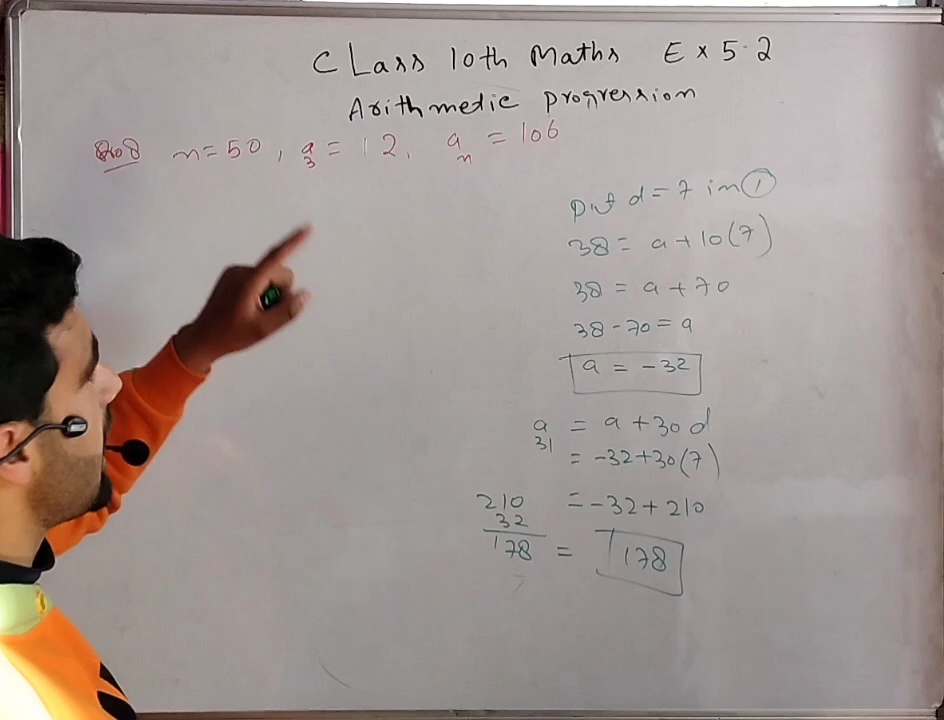 CLass 10th Maths Ex 5.2
Arithmedic progression
n=50, a3 = 12, an = 106
put d = 7 in ①
38 = a + 10(7)
38 = a + 70
38 - 70 = a
a = -32
a31 = a + 30d
= -32+30(7)
= -32+210
210
32
178
= 178